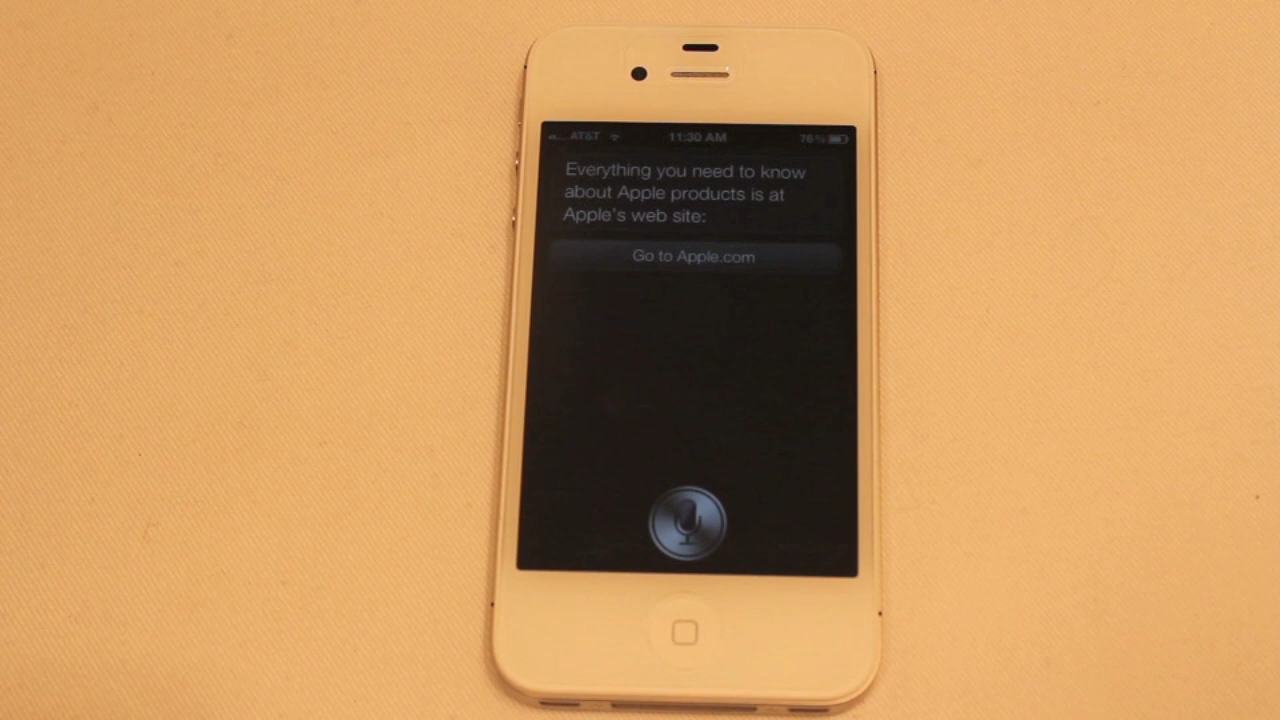 AT&T 11:30 AM 76%
Everything you need to know
about Apple products is at
Apple's web site:
Go to Apple.com